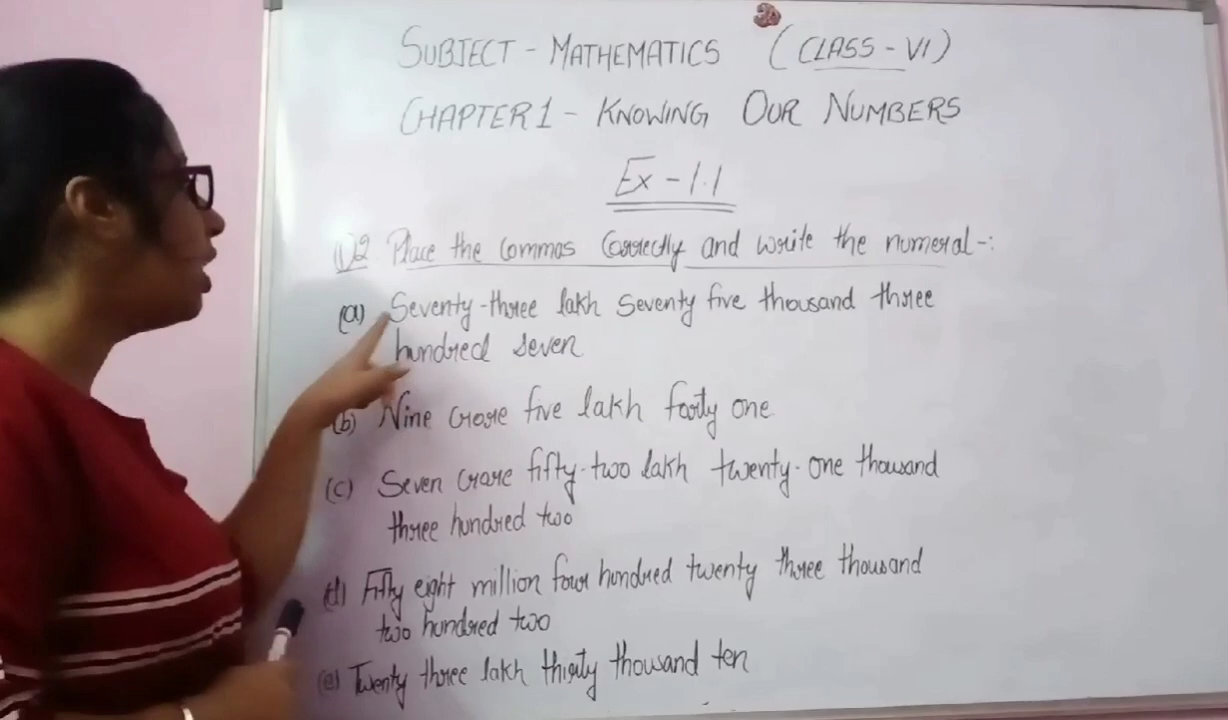 SUBJECT - MATHEMATICS (CLASS - VI)
CHAPTER 1 - KNOWING OUR NUMBERS
Ex - 1.1
Q2. Place the commas Correctly and write the numeral -:
(a) Seventy-three lakh Seventy five thousand three
hundred seven
(b) Nine crore five lakh forty one
(c) Seven crore fifty-two lakh twenty-one thousand
three hundred two
(d) Fifty eight million four hundred twenty three thousand
two hundred two
(e) Twenty three lakh thirty thousand ten